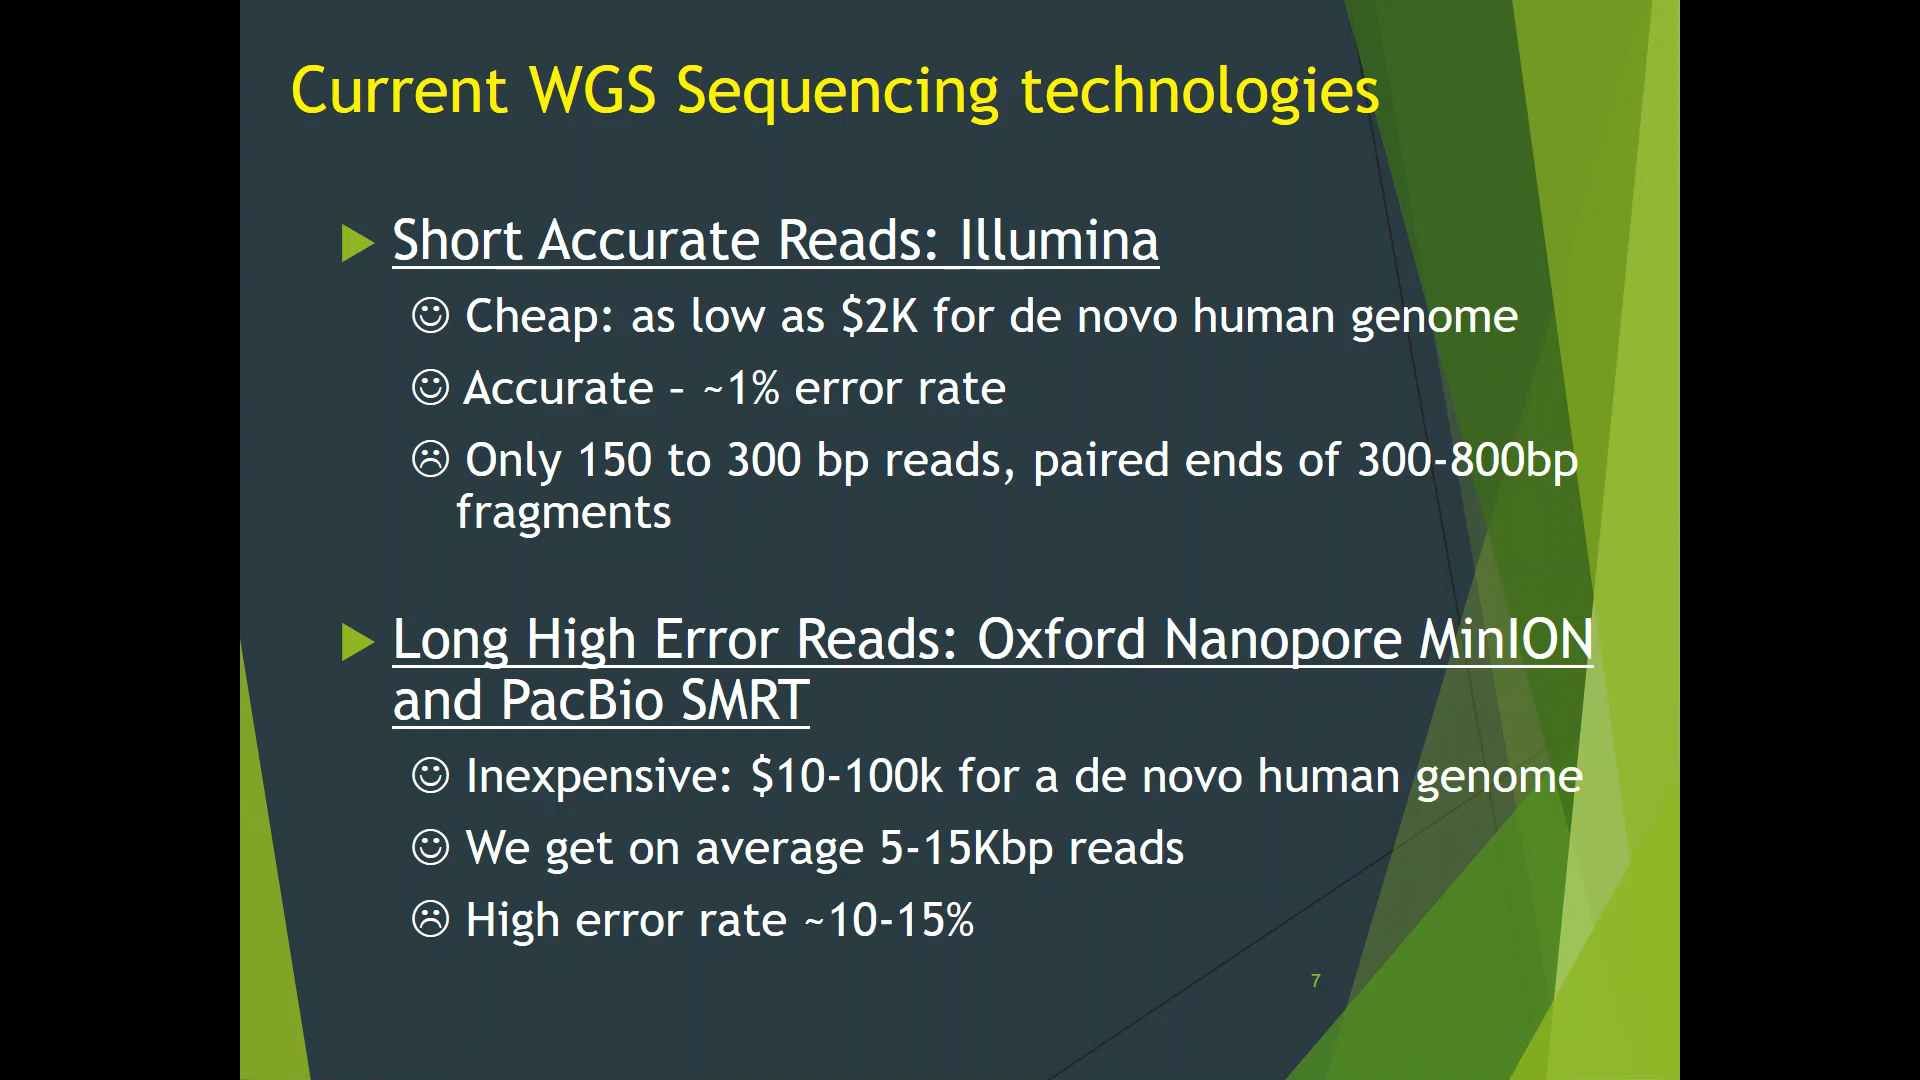 Current WGS Sequencing technologies
Short Accurate Reads: Illumina
☺ Cheap: as low as $2K for de novo human genome
☺ Accurate – ~1% error rate
☹ Only 150 to 300 bp reads, paired ends of 300-800bp
fragments
Long High Error Reads: Oxford Nanopore MinION
and PacBio SMRT
☺ Inexpensive: $10-100k for a de novo human genome
☺ We get on average 5-15Kbp reads
☹ High error rate ~10-15%
7